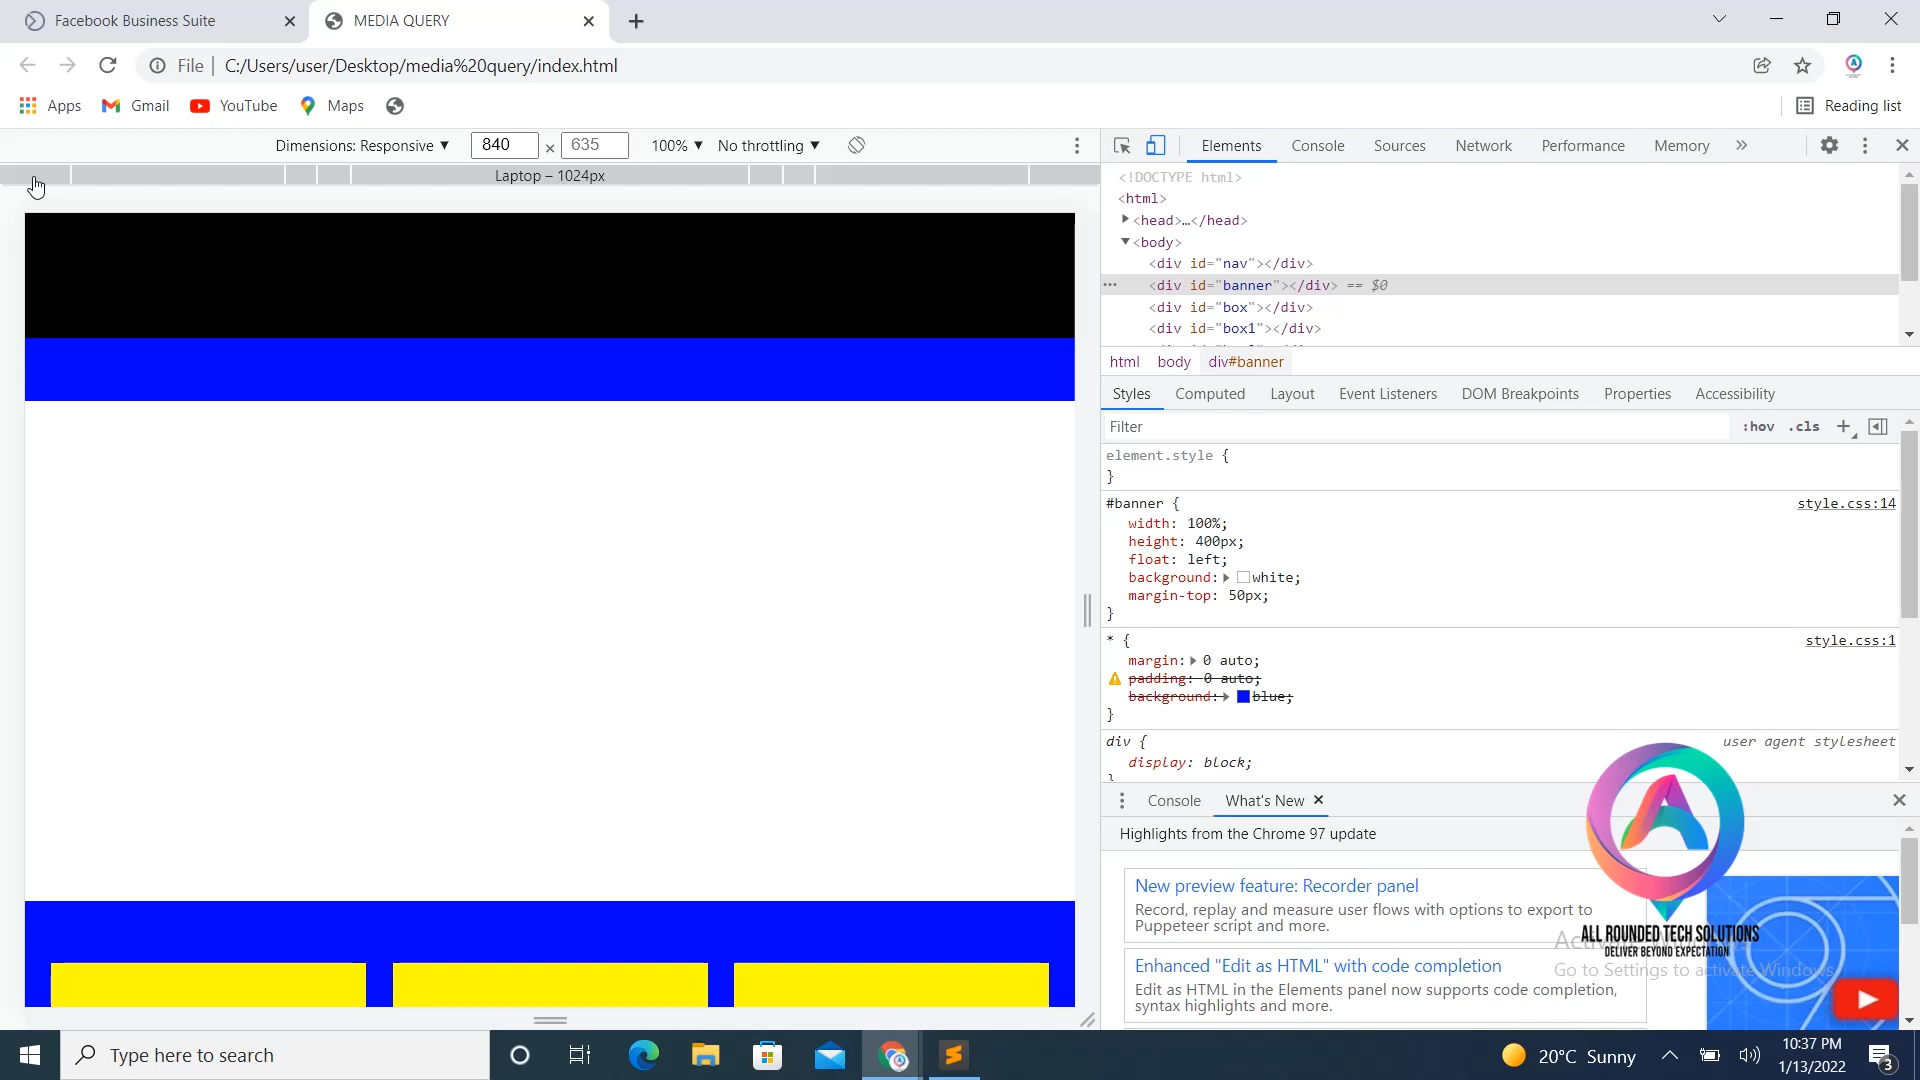 Facebook Business Suite
MEDIA QUERY
File | C:/Users/user/Desktop/media%20query/index.html
Apps
Gmail
YouTube
Maps
Reading list
Dimensions: Responsive ▼ 840 × 635 100% ▼ No throttling ▼
Laptop – 1024px
Elements Console Sources Network Performance Memory »
<!DOCTYPE html>
<html>
▶<head>…</head>
▼<body>
<div id="nav"></div>
<div id="banner"></div> == $0
<div id="box"></div>
<div id="box1"></div>
html body div#banner
Styles Computed Layout Event Listeners DOM Breakpoints Properties Accessibility
Filter
:hov .cls +
element.style {
}
#banner { style.css:14
width: 100%;
height: 400px;
float: left;
background:▶ white;
margin-top: 50px;
}
* { style.css:1
margin:▶ 0 auto;
padding: 0 auto;
background:▶ blue;
}
div { user agent stylesheet
display: block;
}
Console What's New ×
Highlights from the Chrome 97 update
New preview feature: Recorder panel
Record, replay and measure user flows with options to export to
Puppeteer script and more.
Enhanced "Edit as HTML" with code completion
Edit as HTML in the Elements panel now supports code completion,
syntax highlights and more.
ALL ROUNDED TECH SOLUTIONS
DELIVER BEYOND EXPECTATION
Go to Settings to activate Windows.
Type here to search
20°C Sunny
10:37 PM
1/13/2022
3